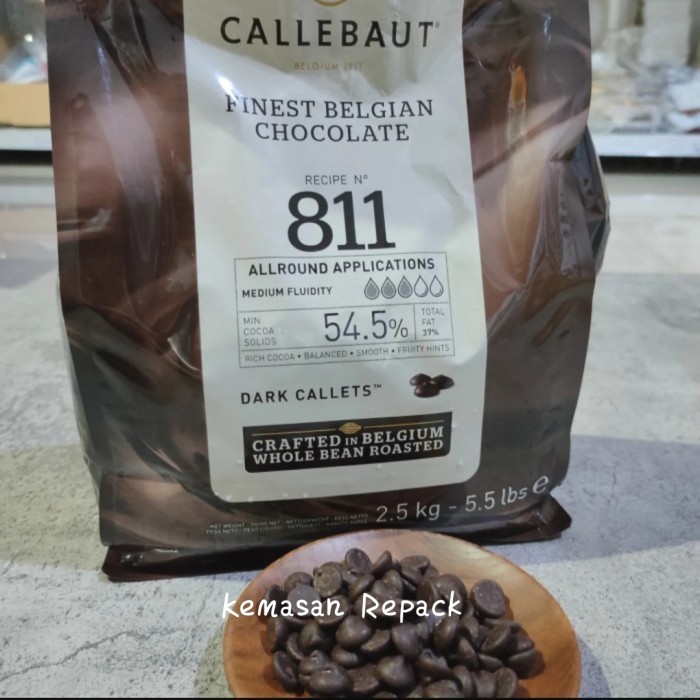 CALLEBAUT®
BELGIUM 1911
FINEST BELGIAN
CHOCOLATE
RECIPE N°
811
ALLROUND APPLICATIONS
MEDIUM FLUIDITY
MIN
COCOA
SOLIDS
54.5%
TOTAL
FAT
37%
RICH COCOA • BALANCED • SMOOTH • FRUITY HINTS
DARK CALLETS™
CRAFTED IN BELGIUM
WHOLE BEAN ROASTED
2.5 kg - 5.5 lbs e
Kemasan Repack